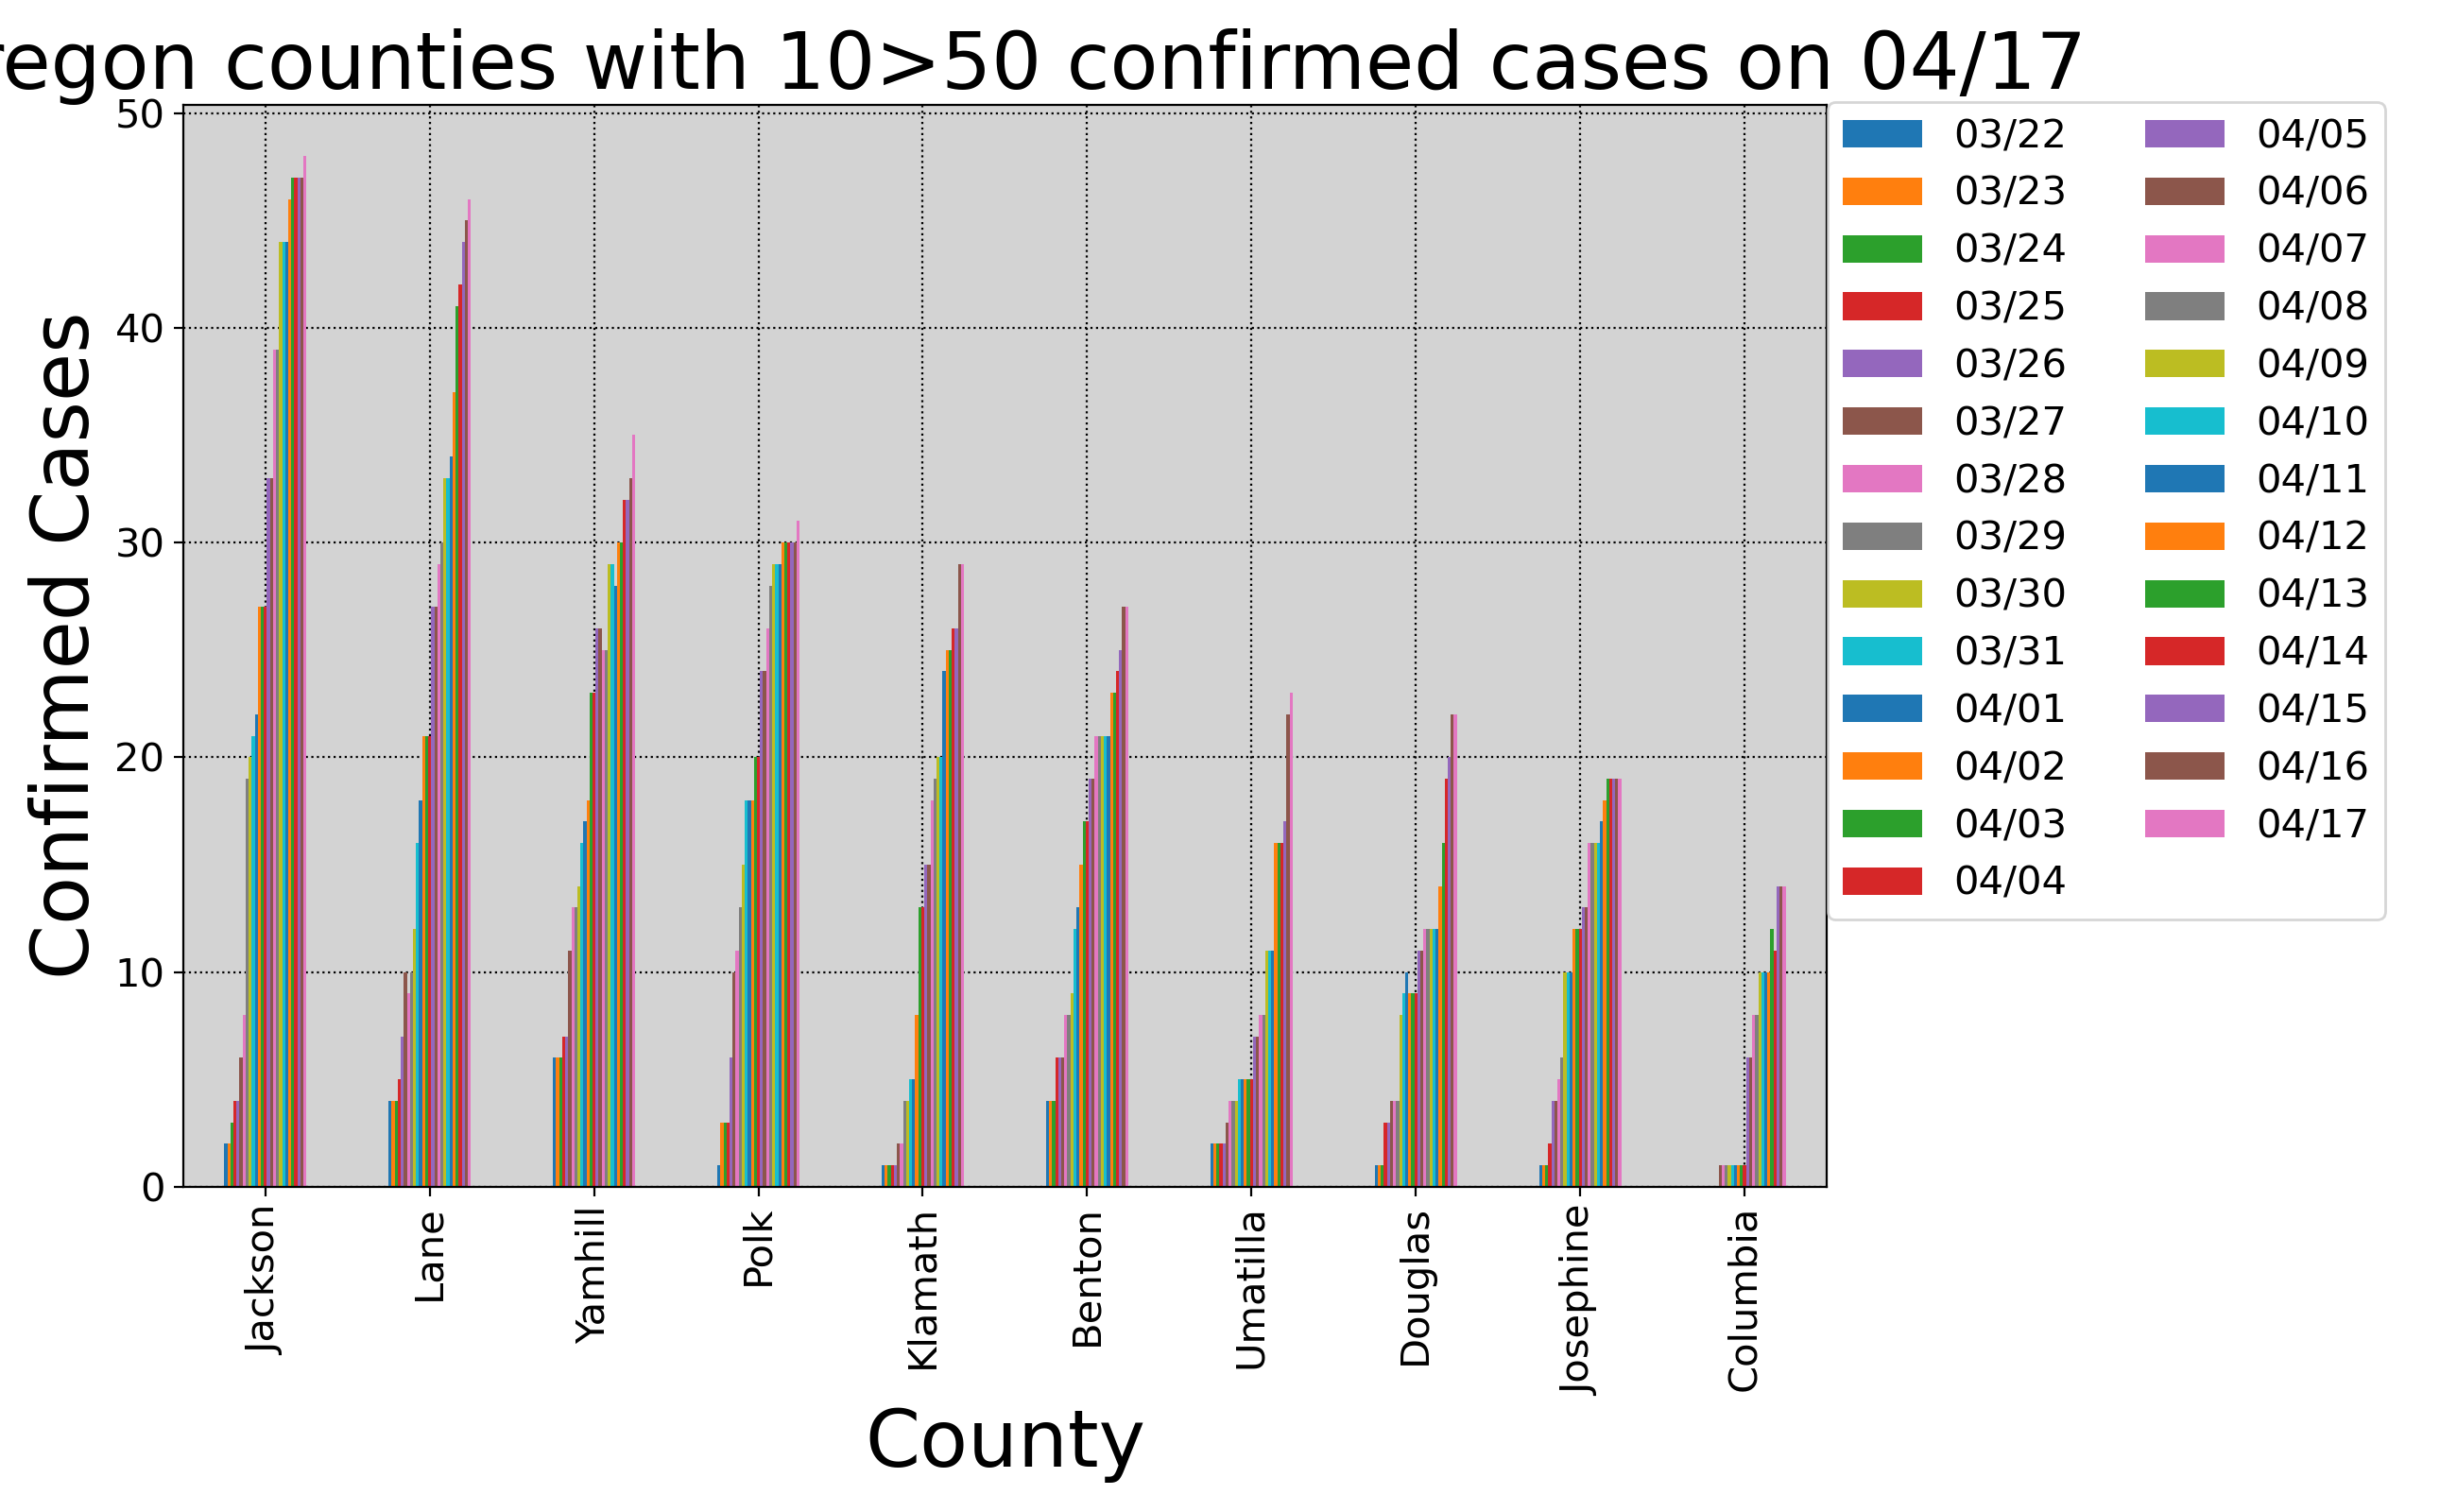 regon counties with 10>50 confirmed cases on 04/17
50
40
30
20
10
0
Confirmed Cases
Jackson
Lane
Yamhill
Polk
Klamath
Benton
Umatilla
Douglas
Josephine
Columbia
County
03/22
03/23
03/24
03/25
03/26
03/27
03/28
03/29
03/30
03/31
04/01
04/02
04/03
04/04
04/05
04/06
04/07
04/08
04/09
04/10
04/11
04/12
04/13
04/14
04/15
04/16
04/17